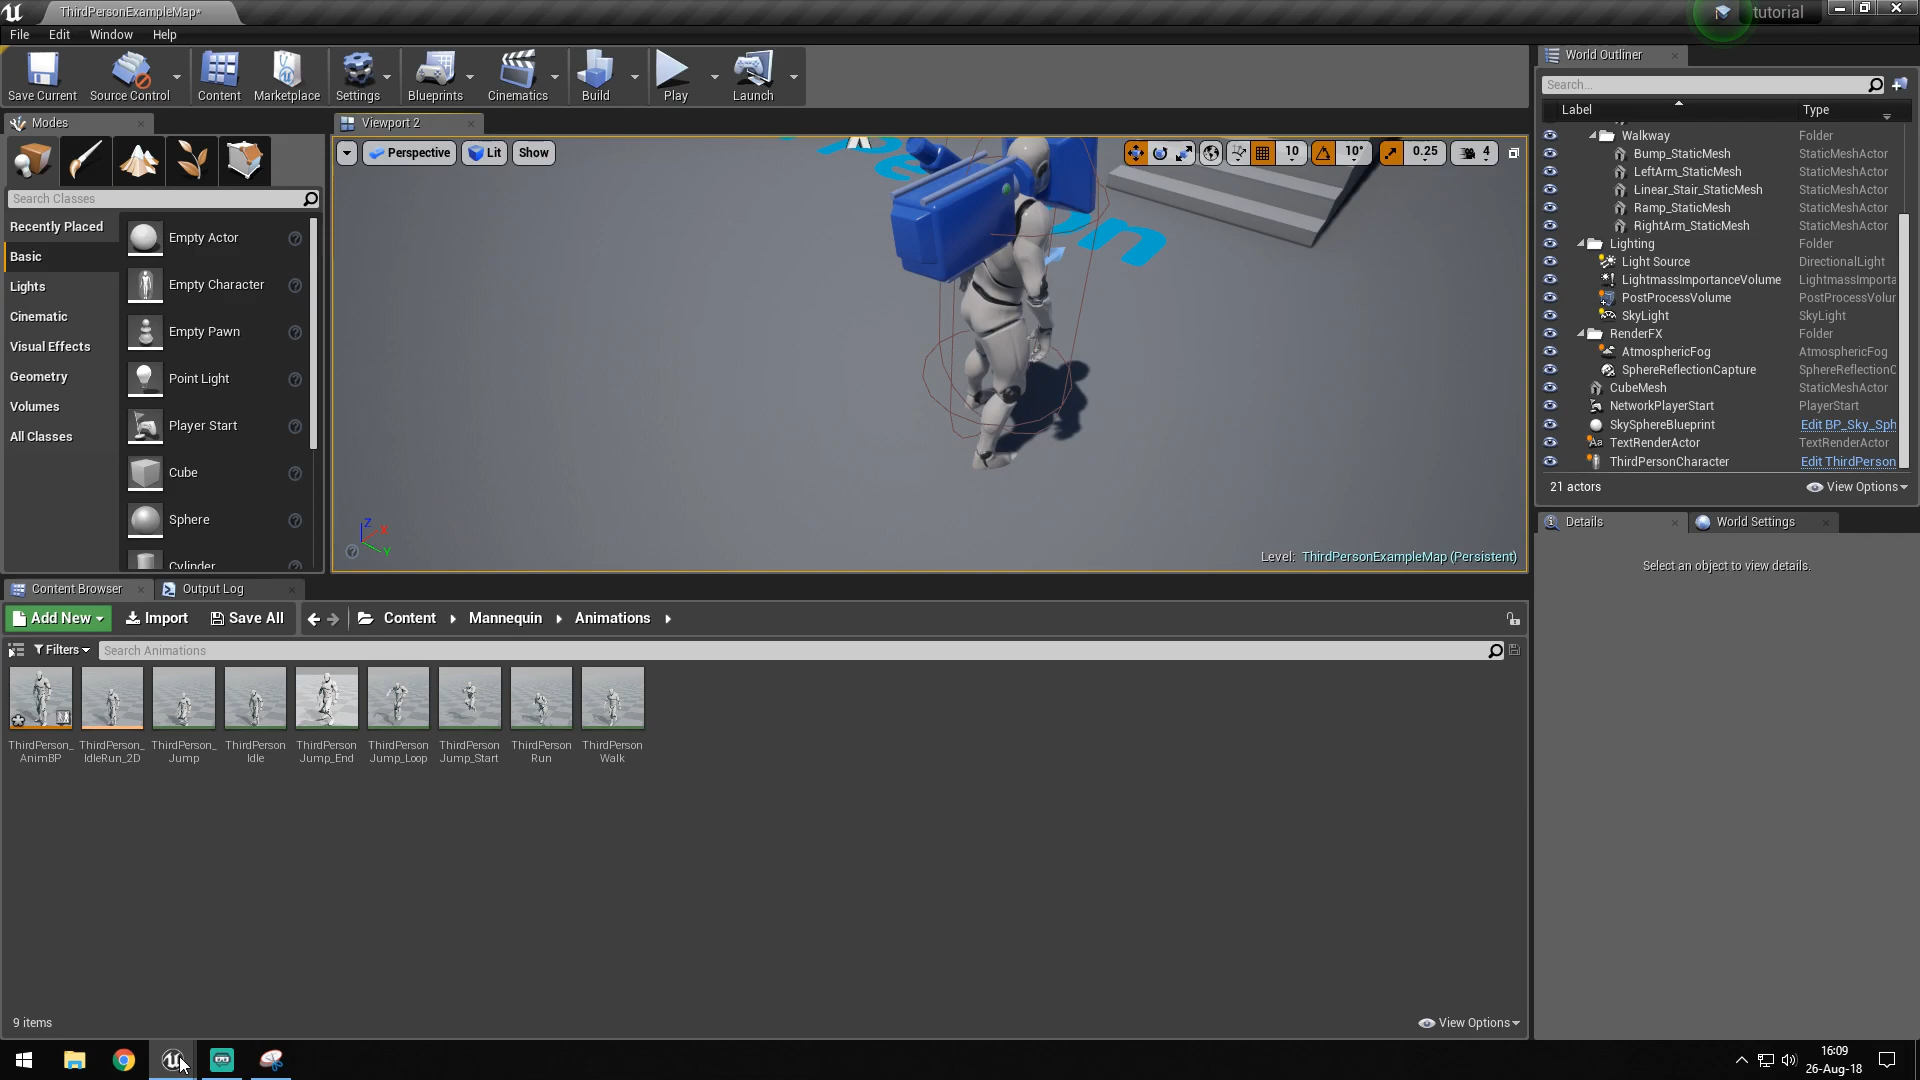 ThirdPersonExampleMap*
tutorial
File Edit Window Help
Save Current Source Control Content Marketplace Settings Blueprints Cinematics Build Play Launch
Modes
Search Classes
Recently Placed
Basic
Lights
Cinematic
Visual Effects
Geometry
Volumes
All Classes
Empty Actor
Empty Character
Empty Pawn
Point Light
Player Start
Cube
Sphere
Cylinder
Viewport 2
Perspective Lit Show
10 10° 0.25 4
Z X Y
Level: ThirdPersonExampleMap (Persistent)
World Outliner
Search...
Label Type
Walkway Folder
Bump_StaticMesh StaticMeshActor
LeftArm_StaticMesh StaticMeshActor
Linear_Stair_StaticMesh StaticMeshActor
Ramp_StaticMesh StaticMeshActor
RightArm_StaticMesh StaticMeshActor
Lighting Folder
Light Source DirectionalLight
LightmassImportanceVolume LightmassImporta
PostProcessVolume PostProcessVolur
SkyLight SkyLight
RenderFX Folder
AtmosphericFog AtmosphericFog
SphereReflectionCapture SphereReflectionC
CubeMesh StaticMeshActor
NetworkPlayerStart PlayerStart
SkySphereBlueprint Edit BP_Sky_Sph
TextRenderActor TextRenderActor
ThirdPersonCharacter Edit ThirdPerson
21 actors View Options
Details World Settings
Select an object to view details.
Content Browser Output Log
Add New Import Save All Content Mannequin Animations
Filters Search Animations
ThirdPerson_ ThirdPerson_ ThirdPerson_ ThirdPerson ThirdPerson ThirdPerson ThirdPerson ThirdPerson ThirdPerson
AnimBP IdleRun_2D Jump Idle Jump_End Jump_Loop Jump_Start Run Walk
9 items View Options
16:09
26-Aug-18